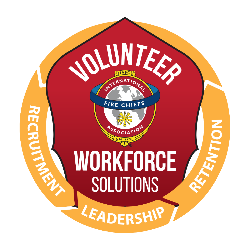 VOLUNTEER
INTERNATIONAL
FIRE CHIEFS
ASSOCIATION
WORKFORCE
SOLUTIONS
RECRUITMENT
LEADERSHIP
RETENTION